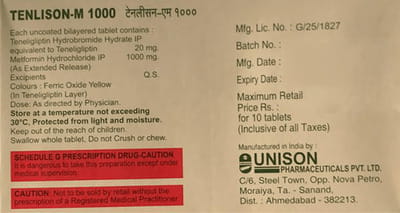 TENLISON-M 1000 टेनलीसन-एम १०००
Each uncoated bilayered tablet contains :
Teneligliptin Hydrobromide Hydrate IP
equivalent to Teneligliptin 20 mg.
Metformin Hydrochloride IP 1000 mg.
(As Extended Release)
Excipients Q.S.
Colours : Ferric Oxide Yellow
(In Teneligliptin Layer)
Dose: As directed by Physician.
Store at a temperature not exceeding
30°C, Protected from light and moisture.
Keep out of the reach of children.
Swallow whole tablet, Do not Crush or chew.
SCHEDULE G PRESCRIPTION DRUG-CAUTION
It is dangerous to take this preparation except under
medical supervision.
CAUTION: Not to be sold by retail without the
prescription of a Registered Medical Practitioner.
Mfg. Lic. No. : G/25/1827
Batch No. :
Mfg. Date :
Expiry Date :
Maximum Retail
Price Rs. :
for 10 tablets
(Inclusive of all Taxes)
Manufactured in India by :
UNISON
PHARMACEUTICALS PVT. LTD.
C/6, Steel Town, Opp. Nova Petro,
Moraiya, Ta. - Sanand,
Dist. : Ahmedabad - 382213.